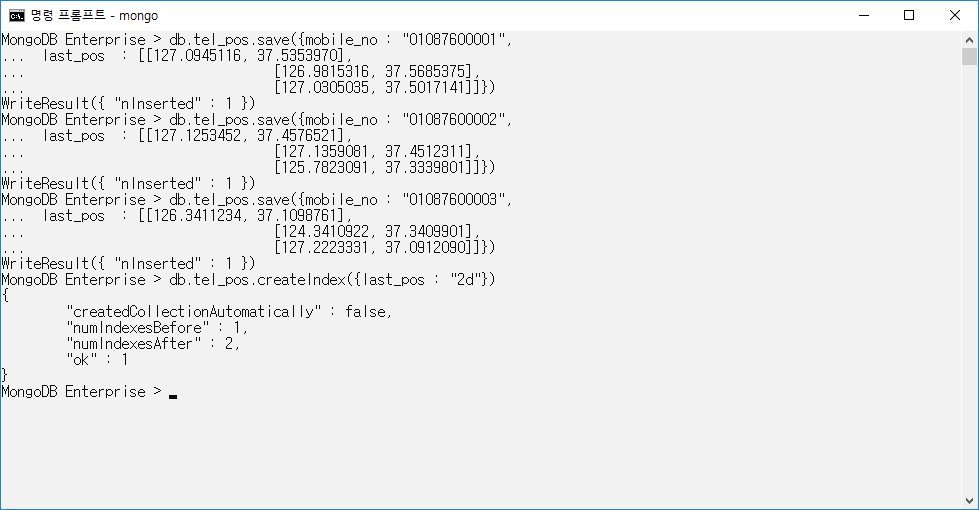 명령 프롬프트 - mongo
MongoDB Enterprise > db.tel_pos.save({mobile_no : "01087600001",
...  last_pos  : [[127.0945116, 37.5353970],
...                               [126.9815316, 37.5685375],
...                               [127.0305035, 37.5017141]]})
WriteResult({ "nInserted" : 1 })
MongoDB Enterprise > db.tel_pos.save({mobile_no : "01087600002",
...  last_pos  : [[127.1253452, 37.4576521],
...                               [127.1359081, 37.4512311],
...                               [125.7823091, 37.3339801]]})
WriteResult({ "nInserted" : 1 })
MongoDB Enterprise > db.tel_pos.save({mobile_no : "01087600003",
...  last_pos  : [[126.3411234, 37.1098761],
...                               [124.3410922, 37.3409901],
...                               [127.2223331, 37.0912090]]})
WriteResult({ "nInserted" : 1 })
MongoDB Enterprise > db.tel_pos.createIndex({last_pos : "2d"})
{
        "createdCollectionAutomatically" : false,
        "numIndexesBefore" : 1,
        "numIndexesAfter" : 2,
        "ok" : 1
}
MongoDB Enterprise >